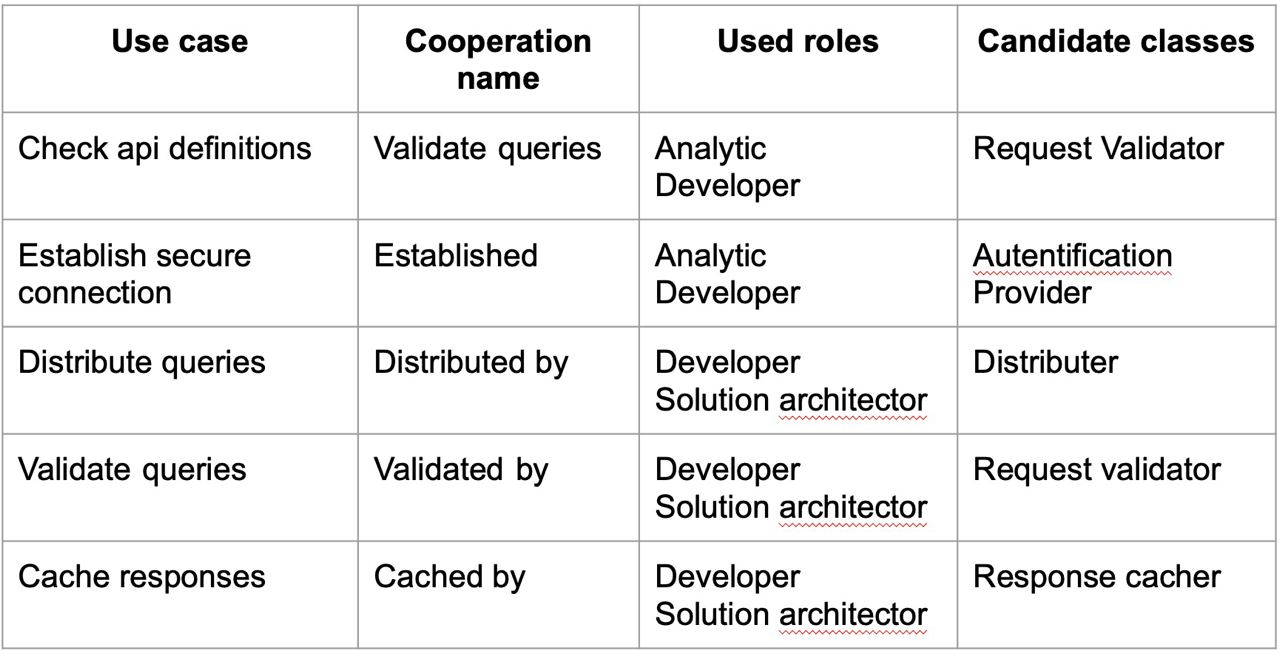 Use case
Cooperation
name
Used roles
Candidate classes
Check api definitions
Validate queries
Analytic
Developer
Request Validator
Establish secure
connection
Established
Analytic
Developer
Autentification
Provider
Distribute queries
Distributed by
Developer
Solution architector
Distributer
Validate queries
Validated by
Developer
Solution architector
Request validator
Cache responses
Cached by
Developer
Solution architector
Response cacher